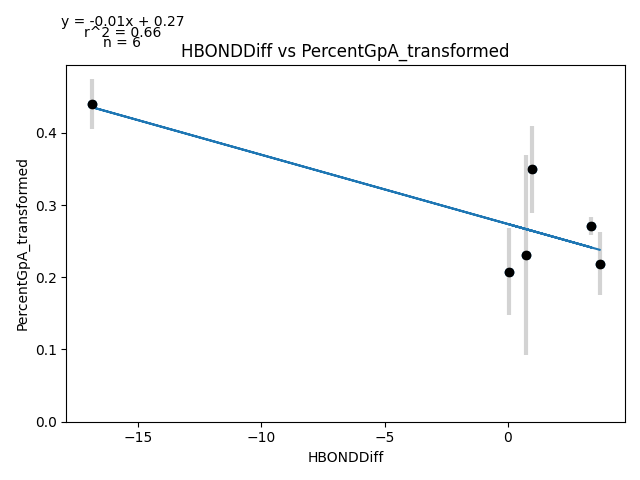 y = -0.01x + 0.27
r^2 = 0.66
n = 6
HBONDDiff vs PercentGpA_transformed
PercentGpA_transformed
0.4
0.3
0.2
0.1
0.0
−15
−10
−5
0
HBONDDiff